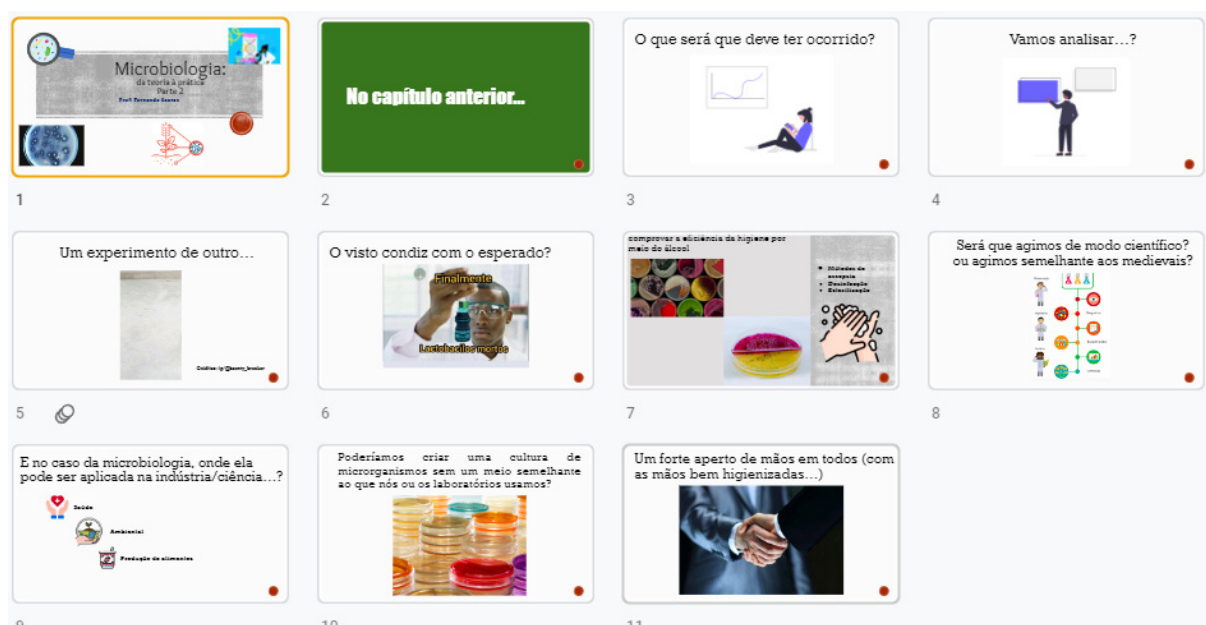 Microbiologia:
da teoria à prática
Parte 2
Prof. Fernando Soares
1
No capítulo anterior...
2
O que será que deve ter ocorrido?
3
Vamos analisar...?
4
Um experimento de outro...
5
O visto condiz com o esperado?
Finalmente
Lactobacilos mortos
6
comprovar a eficiência da higiene por
meio do álcool
Métodos de
assepsia
Desinfecção
Esterilização
7
Será que agimos de modo científico?
ou agimos semelhante aos medievais?
8
E no caso da microbiologia, onde ela
pode ser aplicada na indústria/ciência...?
Saúde
Ambiental
Produção de alimentos
9
Poderíamos criar uma cultura de
microrganismos sem um meio semelhante
ao que nós ou os laboratórios usamos?
10
Um forte aperto de mãos em todos (com
as mãos bem higienizadas...)
11